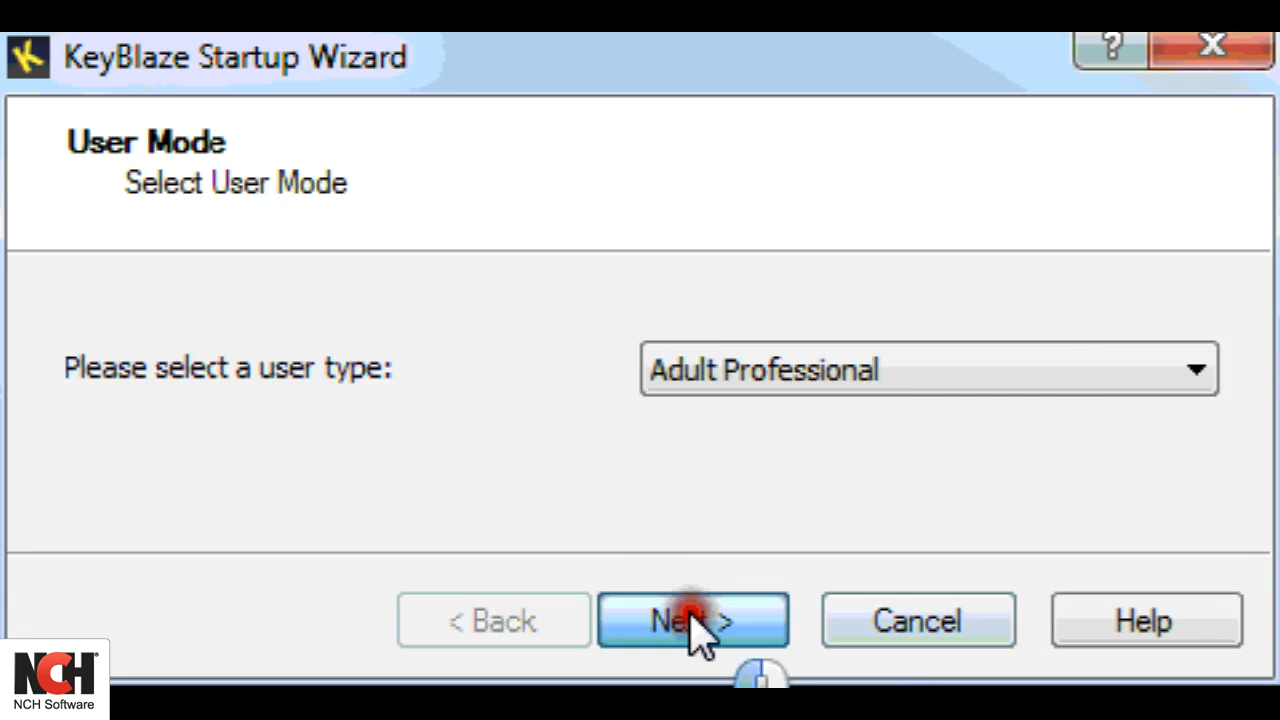 KeyBlaze Startup Wizard
User Mode
Select User Mode
Please select a user type:
Adult Professional
< Back
Next >
Cancel
Help
NCH
NCH Software